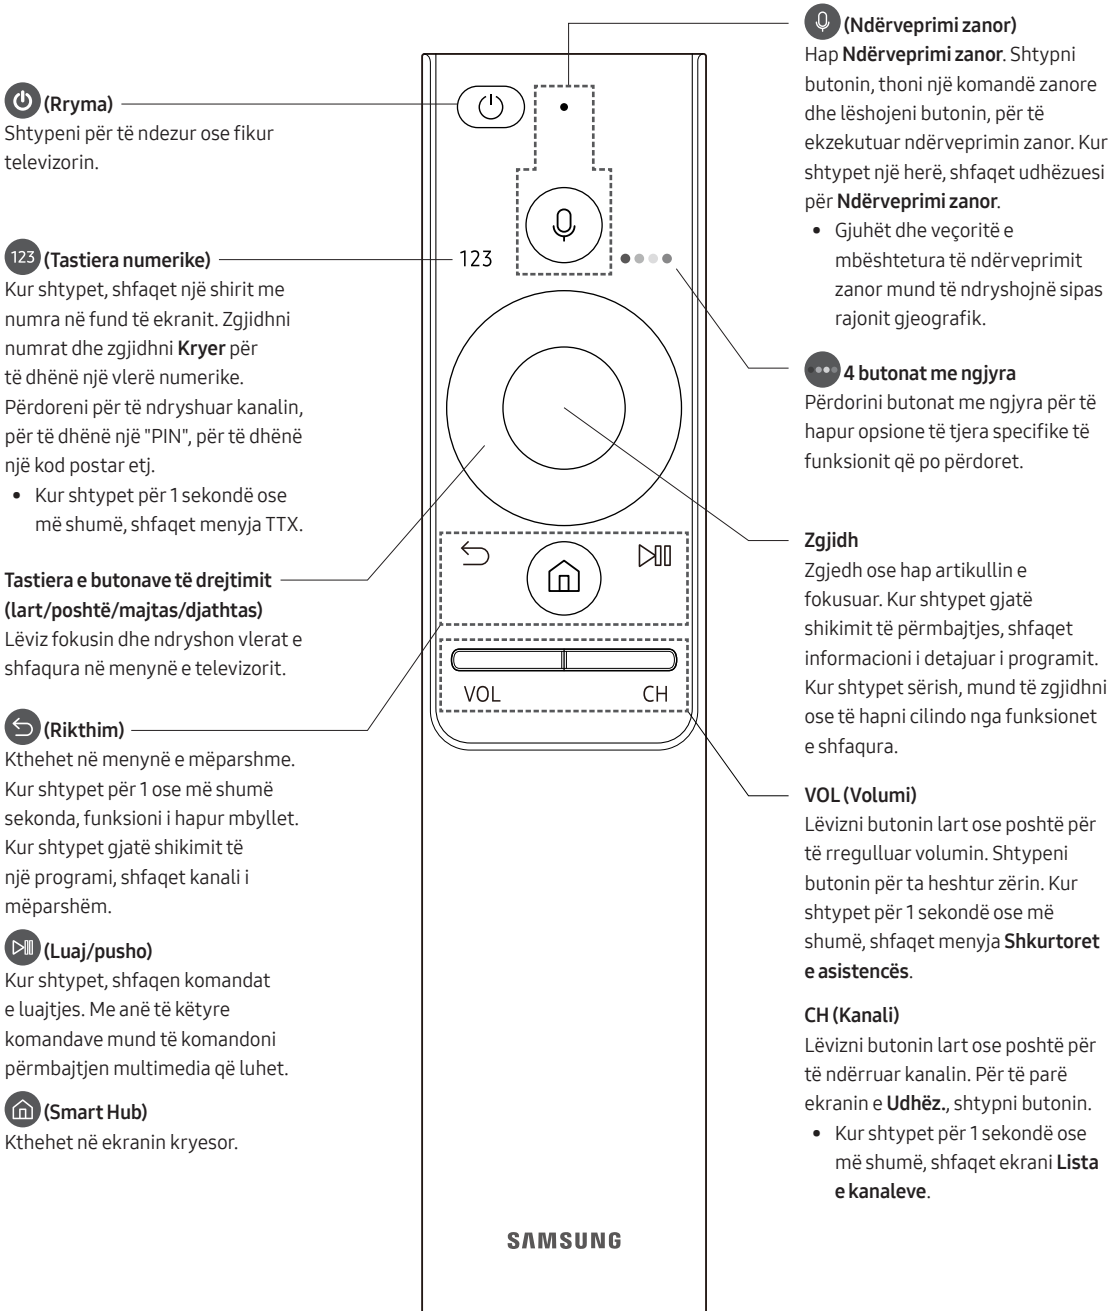 (Rryma)
Shtypeni për të ndezur ose fikur
televizorin.
123 (Tastiera numerike)
Kur shtypet, shfaqet një shirit me
numra në fund të ekranit. Zgjidhni
numrat dhe zgjidhni Kryer për
të dhënë një vlerë numerike.
Përdoreni për të ndryshuar kanalin,
për të dhënë një "PIN", për të dhënë
një kod postar etj.
• Kur shtypet për 1 sekondë ose
më shumë, shfaqet menyja TTX.
Tastiera e butonave të drejtimit
(lart/poshtë/majtas/djathtas)
Lëviz fokusin dhe ndryshon vlerat e
shfaqura në menynë e televizorit.
(Rikthim)
Kthehet në menynë e mëparshme.
Kur shtypet për 1 ose më shumë
sekonda, funksioni i hapur mbyllet.
Kur shtypet gjatë shikimit të
një programi, shfaqet kanali i
mëparshëm.
(Luaj/pusho)
Kur shtypet, shfaqen komandat
e luajtjes. Me anë të këtyre
komandave mund të komandoni
përmbajtjen multimedia që luhet.
(Smart Hub)
Kthehet në ekranin kryesor.
123
VOL CH
SAMSUNG
(Ndërveprimi zanor)
Hap Ndërveprimi zanor. Shtypni
butonin, thoni një komandë zanore
dhe lëshojeni butonin, për të
ekzekutuar ndërveprimin zanor. Kur
shtypet një herë, shfaqet udhëzuesi
për Ndërveprimi zanor.
• Gjuhët dhe veçoritë e
mbështetura të ndërveprimit
zanor mund të ndryshojnë sipas
rajonit gjeografik.
4 butonat me ngjyra
Përdorini butonat me ngjyra për të
hapur opsione të tjera specifike të
funksionit që po përdoret.
Zgjidh
Zgjedh ose hap artikullin e
fokusuar. Kur shtypet gjatë
shikimit të përmbajtjes, shfaqet
informacioni i detajuar i programit.
Kur shtypet sërish, mund të zgjidhni
ose të hapni cilindo nga funksionet
e shfaqura.
VOL (Volumi)
Lëvizni butonin lart ose poshtë për
të rregulluar volumin. Shtypeni
butonin për ta heshtur zërin. Kur
shtypet për 1 sekondë ose më
shumë, shfaqet menyja Shkurtoret
e asistencës.
CH (Kanali)
Lëvizni butonin lart ose poshtë për
të ndërruar kanalin. Për të parë
ekranin e Udhëz., shtypni butonin.
• Kur shtypet për 1 sekondë ose
më shumë, shfaqet ekrani Lista
e kanaleve.